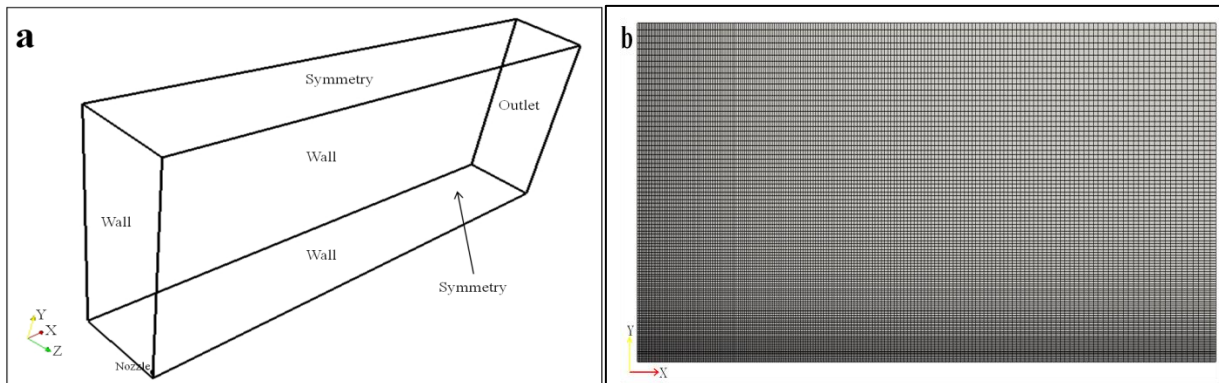 a
Symmetry
Outlet
Wall
Wall
Wall
Symmetry
Y
X
Z
Nozzle
b
Y
X